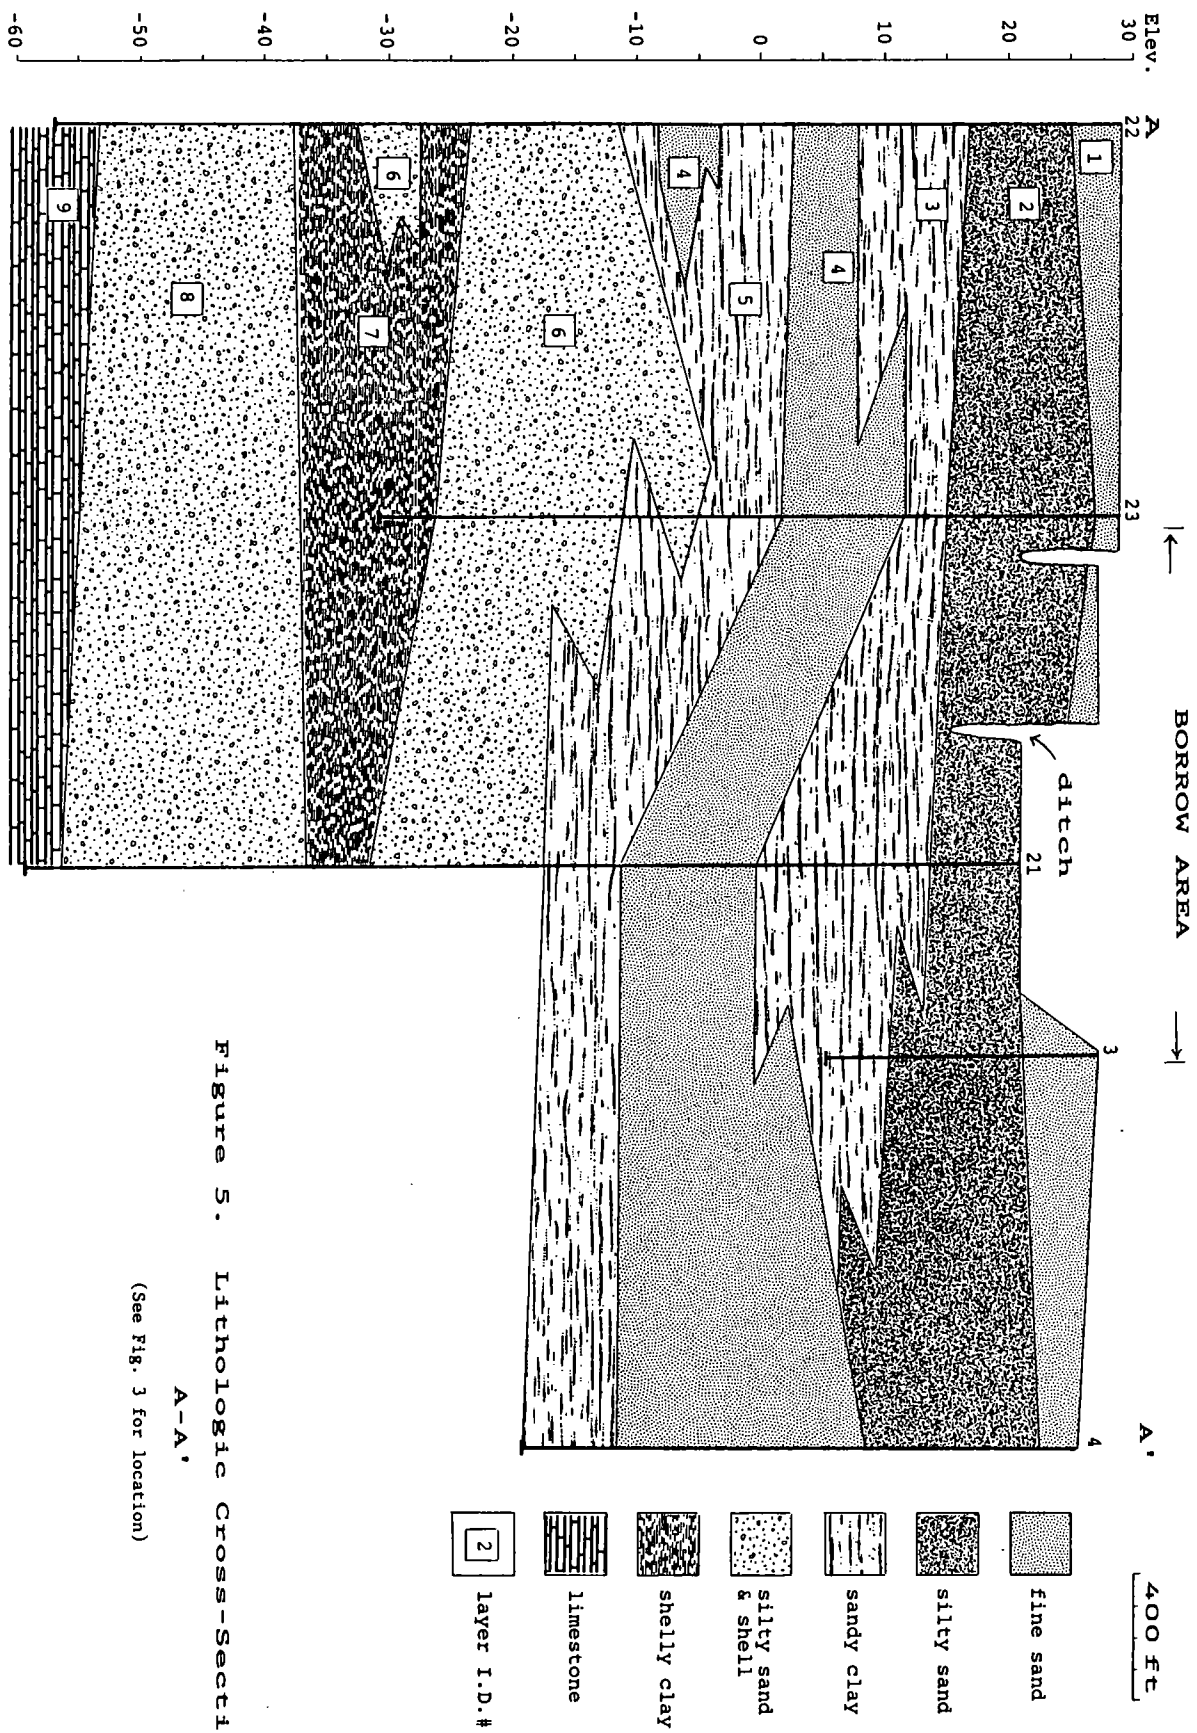 Elev.
30
20
10
0
-10
-20
-30
-40
-50
-60
A
22
23
BORROW AREA
ditch
21
3
A'
4
1
2
3
4
5
4
6
6
7
8
9
400 ft
fine sand
silty sand
sandy clay
silty sand
& shell
shelly clay
limestone
2
layer I.D.#
Figure 5. Lithologic Cross-Secti
A-A'
(See Fig. 3 for location)